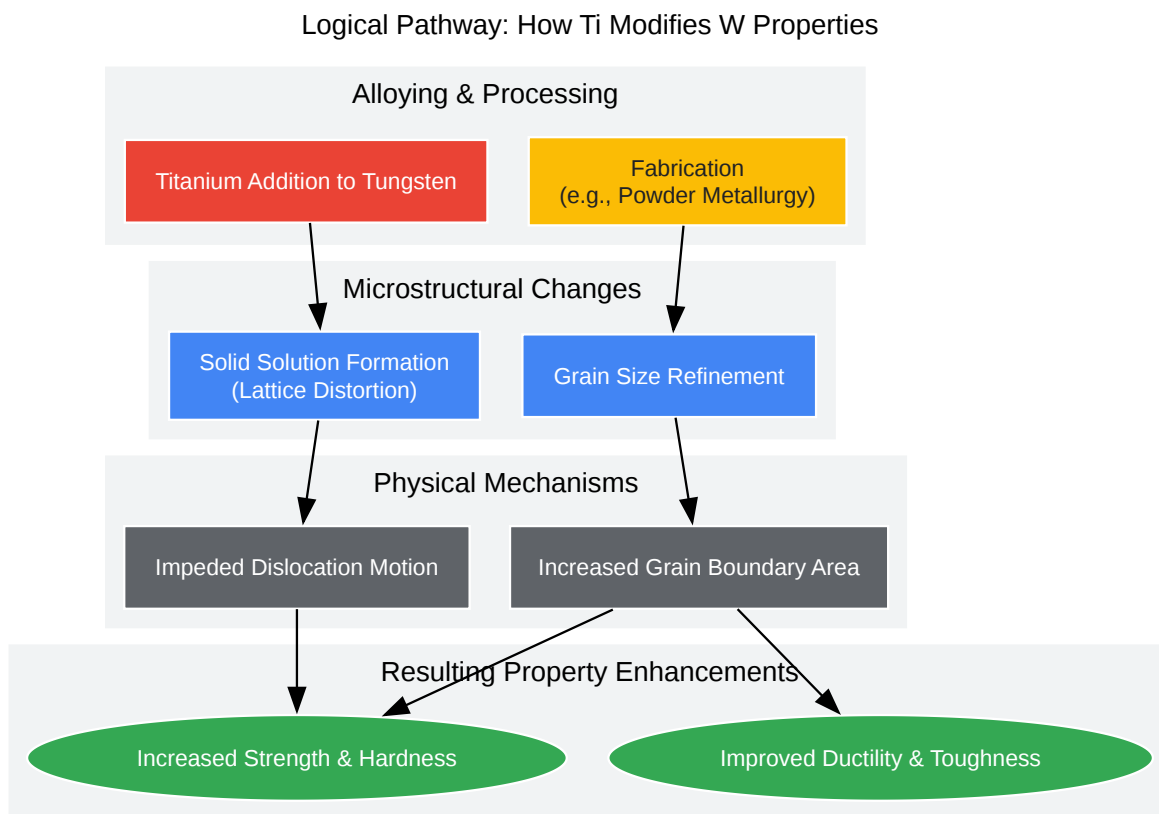 Logical Pathway: How Ti Modifies W Properties
Alloying & Processing
Titanium Addition to Tungsten
Fabrication
(e.g., Powder Metallurgy)
Microstructural Changes
Solid Solution Formation
(Lattice Distortion)
Grain Size Refinement
Physical Mechanisms
Impeded Dislocation Motion
Increased Grain Boundary Area
Resulting Property Enhancements
Increased Strength & Hardness
Improved Ductility & Toughness